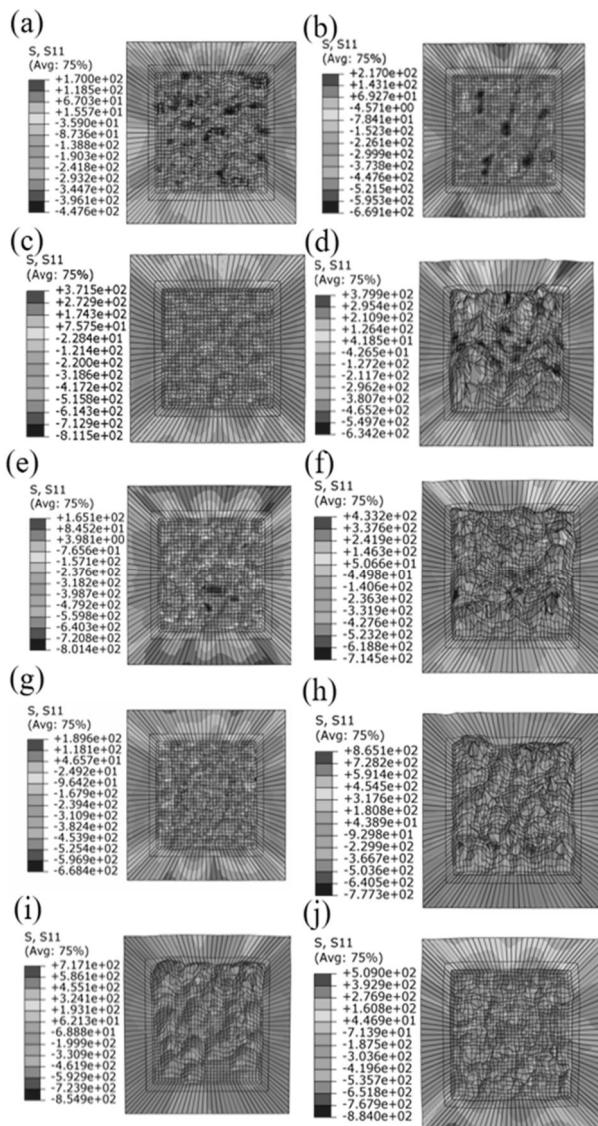 (a)
S, S11
(Avg: 75%)
+1.700e+02
+1.185e+02
+6.703e+01
+1.557e+01
-3.590e+01
-8.736e+01
-1.388e+02
-1.903e+02
-2.418e+02
-2.932e+02
-3.447e+02
-3.961e+02
-4.476e+02
(b)
S, S11
(Avg: 75%)
+2.170e+02
+1.431e+02
+6.927e+01
-4.571e+00
-7.841e+01
-1.523e+02
-2.261e+02
-2.999e+02
-3.738e+02
-4.476e+02
-5.215e+02
-5.953e+02
-6.691e+02
(c)
S, S11
(Avg: 75%)
+3.715e+02
+2.729e+02
+1.743e+02
+7.575e+01
-2.284e+01
-1.214e+02
-2.200e+02
-3.186e+02
-4.172e+02
-5.158e+02
-6.143e+02
-7.129e+02
-8.115e+02
(d)
S, S11
(Avg: 75%)
+3.799e+02
+2.954e+02
+2.109e+02
+1.264e+02
+4.185e+01
-4.265e+01
-1.272e+02
-2.117e+02
-2.962e+02
-3.807e+02
-4.652e+02
-5.497e+02
-6.342e+02
(e)
S, S11
(Avg: 75%)
+1.651e+02
+8.452e+01
+3.981e+00
-7.656e+01
-1.571e+02
-2.376e+02
-3.182e+02
-3.987e+02
-4.792e+02
-5.598e+02
-6.403e+02
-7.208e+02
-8.014e+02
(f)
S, S11
(Avg: 75%)
+4.332e+02
+3.376e+02
+2.419e+02
+1.463e+02
+5.066e+01
-4.498e+01
-1.406e+02
-2.363e+02
-3.319e+02
-4.276e+02
-5.232e+02
-6.188e+02
-7.145e+02
(g)
S, S11
(Avg: 75%)
+1.896e+02
+1.181e+02
+4.657e+01
-2.492e+01
-9.642e+01
-1.679e+02
-2.394e+02
-3.109e+02
-3.824e+02
-4.539e+02
-5.254e+02
-5.969e+02
-6.684e+02
(h)
S, S11
(Avg: 75%)
+8.651e+02
+7.282e+02
+5.914e+02
+4.545e+02
+3.176e+02
+1.808e+02
+4.389e+01
-9.298e+01
-2.299e+02
-3.667e+02
-5.036e+02
-6.405e+02
-7.773e+02
(i)
S, S11
(Avg: 75%)
+7.171e+02
+5.861e+02
+4.551e+02
+3.241e+02
+1.931e+02
+6.213e+01
-6.888e+01
-1.999e+02
-3.309e+02
-4.619e+02
-5.929e+02
-7.239e+02
-8.549e+02
(j)
S, S11
(Avg: 75%)
+5.090e+02
+3.929e+02
+2.769e+02
+1.608e+02
+4.469e+01
-7.139e+01
-1.875e+02
-3.036e+02
-4.196e+02
-5.357e+02
-6.518e+02
-7.679e+02
-8.840e+02